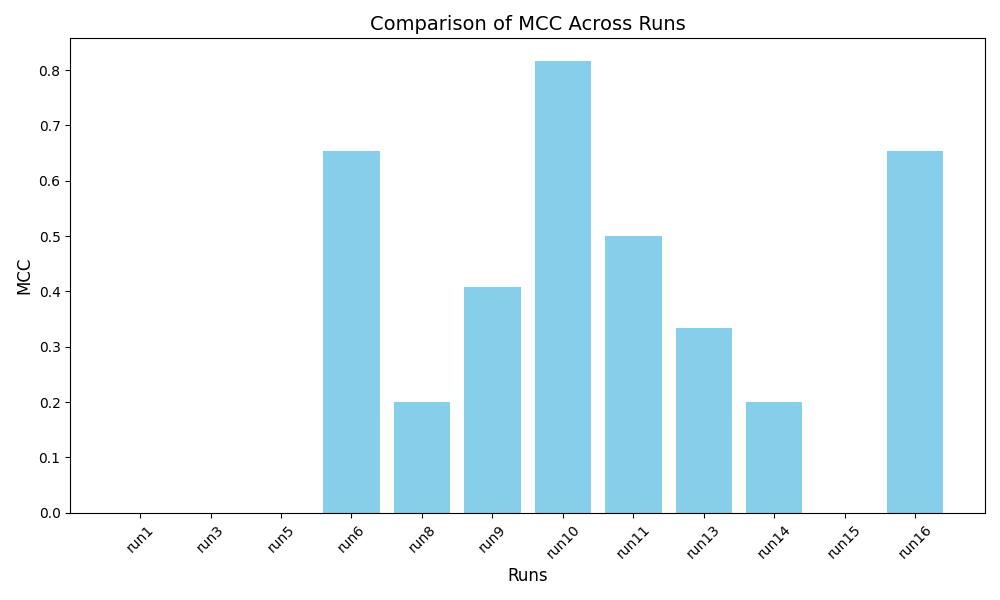 Comparison of MCC Across Runs
MCC
0.8
0.7
0.6
0.5
0.4
0.3
0.2
0.1
0.0
run1 run3 run5 run6 run8 run9 run10 run11 run13 run14 run15 run16
Runs